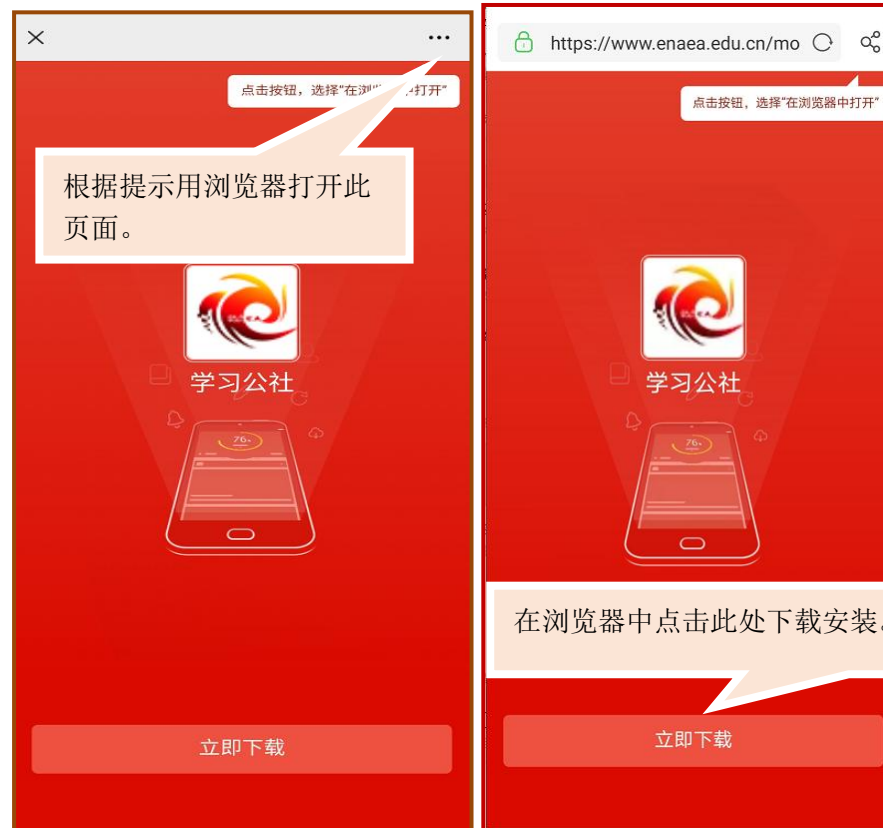 点击按钮，选择"在浏览器中打开"
根据提示用浏览器打开此
页面。
学习公社
76
立即下载
https://www.enaea.edu.cn/mo
点击按钮，选择"在浏览器中打开"
学习公社
76
在浏览器中点击此处下载安装。
立即下载